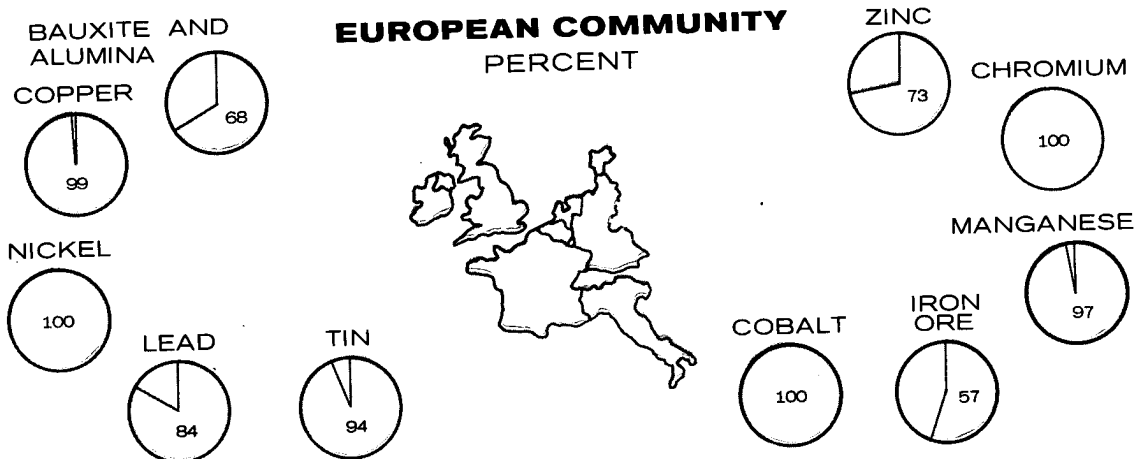 EUROPEAN COMMUNITY
PERCENT
BAUXITE AND
ALUMINA
68
COPPER
99
NICKEL
100
LEAD
84
TIN
94
ZINC
73
CHROMIUM
100
MANGANESE
97
IRON
ORE
57
COBALT
100